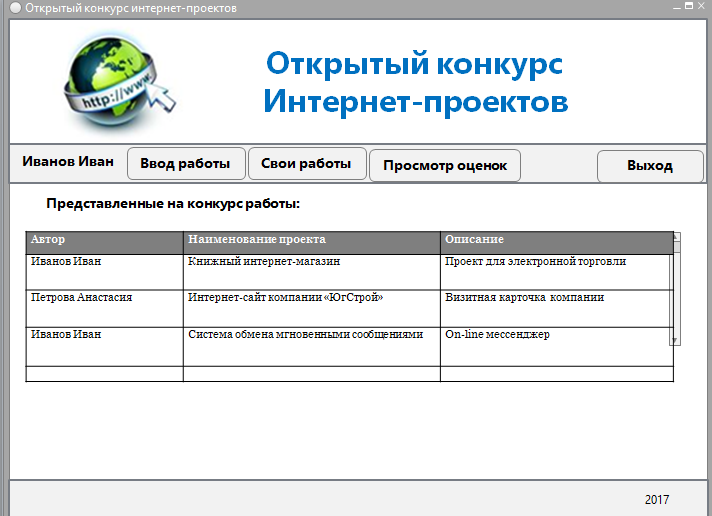 Открытый конкурс интернет-проектов
http://www.
Открытый конкурс
Интернет-проектов
Иванов Иван Ввод работы Свои работы Просмотр оценок Выход
Представленные на конкурс работы:
Автор Наименование проекта Описание
Иванов Иван Книжный интернет-магазин Проект для электронной торговли
Петрова Анастасия Интернет-сайт компании «ЮгСтрой» Визитная карточка компании
Иванов Иван Система обмена мгновенными сообщениями On-line мессенджер
2017